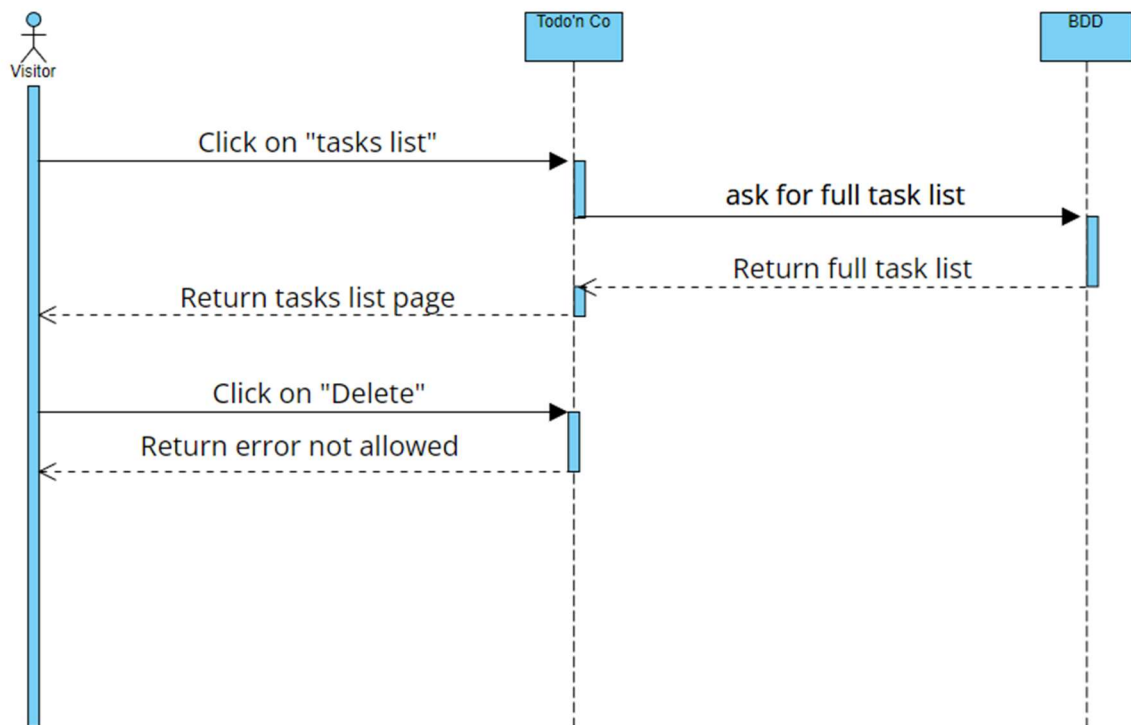 Todo'n Co
BDD
Visitor
Click on "tasks list"
ask for full task list
Return full task list
Return tasks list page
Click on "Delete"
Return error not allowed